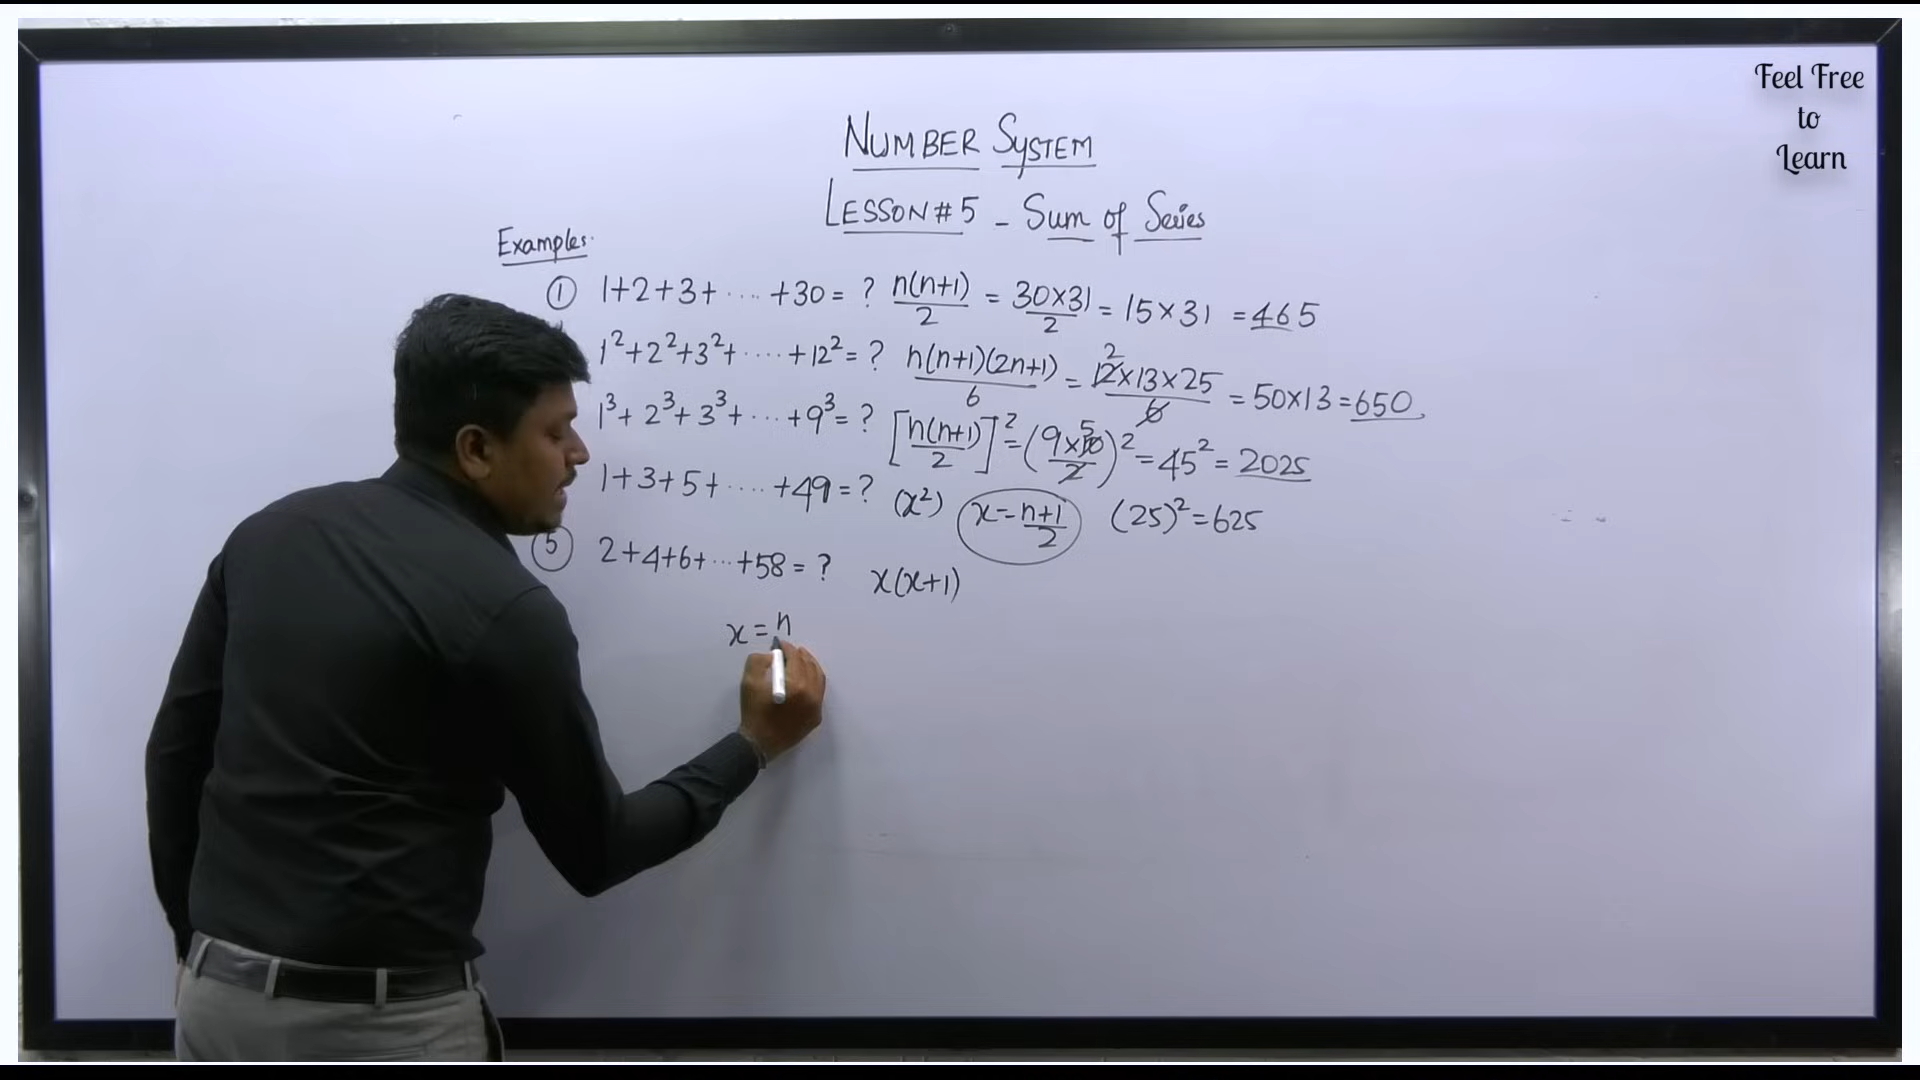 Feel Free
to
Learn
NUMBER SYSTEM
LESSON # 5 - Sum of Series
Examples.
① 1+2+3+ ····· +30 = ? n(n+1)/2 = 30×31/2 = 15×31 = 465
1²+2²+3²+ ····· +12² = ? n(n+1)(2n+1)/6 = 12×13×25/6 2 = 50×13 = 650
1³+2³+3³+ ····· +9³ = ? [n(n+1)/2]² = (9×10/2)² 5 = 45² = 2025
1+3+5+ ····· +49 = ? (x²) x = n+1/2 (25)² = 625
⑤ 2+4+6+ ··· +58 = ? x(x+1)
x = n